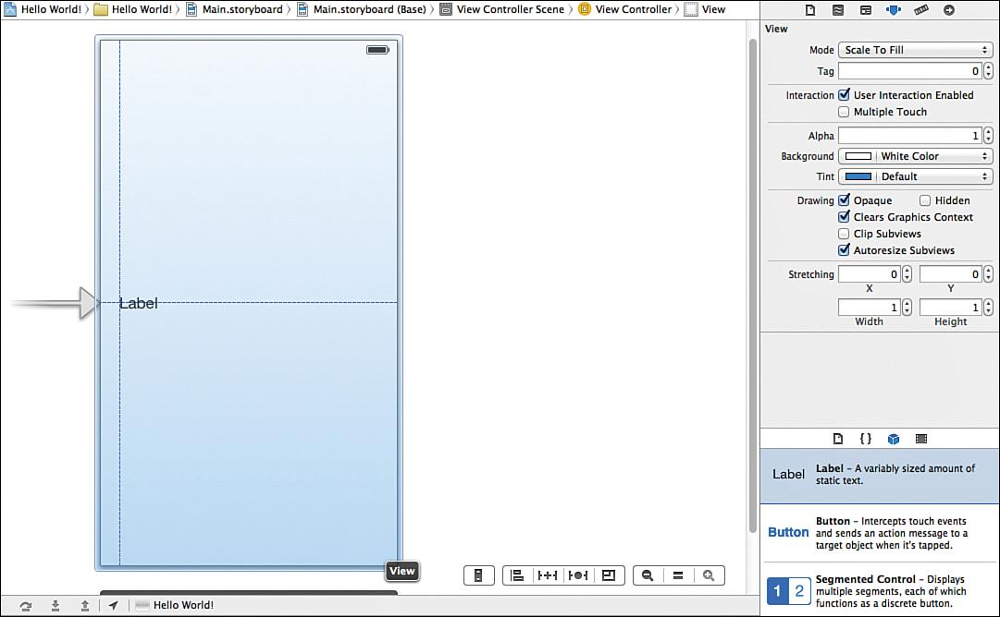 Hello World! Hello World! Main.storyboard Main.storyboard (Base) View Controller Scene View Controller View
View
Mode Scale To Fill
Tag 0
Interaction User Interaction Enabled
Multiple Touch
Alpha 1
Background White Color
Tint Default
Drawing Opaque Hidden
Clears Graphics Context
Clip Subviews
Autoresize Subviews
Stretching 0 0
X Y
1 1
Width Height
Label
View
Label
Label – A variably sized amount of
static text.
Button
Button – Intercepts touch events
and sends an action message to a
target object when it's tapped.
1 2
Segmented Control – Displays
multiple segments, each of which
functions as a discrete button.
Hello World!